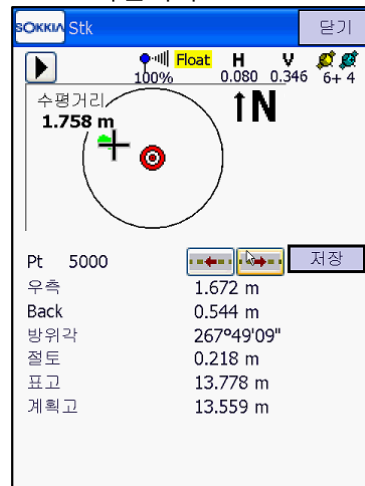 SOKKIA Stk 닫기
Float H V
100% 0.080 0.346 6+ 4
수평거리
1.758 m
N
Pt 5000 저장
우측 1.672 m
Back 0.544 m
방위각 267°49'09"
절토 0.218 m
표고 13.778 m
계획고 13.559 m